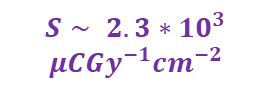 S ~ 2.3 * 10³
μCGy⁻¹cm⁻²